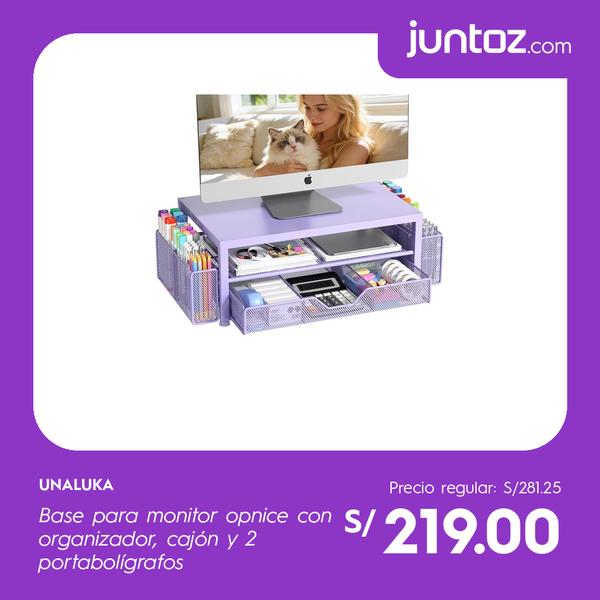 juntoz.com
UNALUKA
Base para monitor opnice con
organizador, cajón y 2
portabolígrafos
Precio regular: S/281.25
S/ 219.00